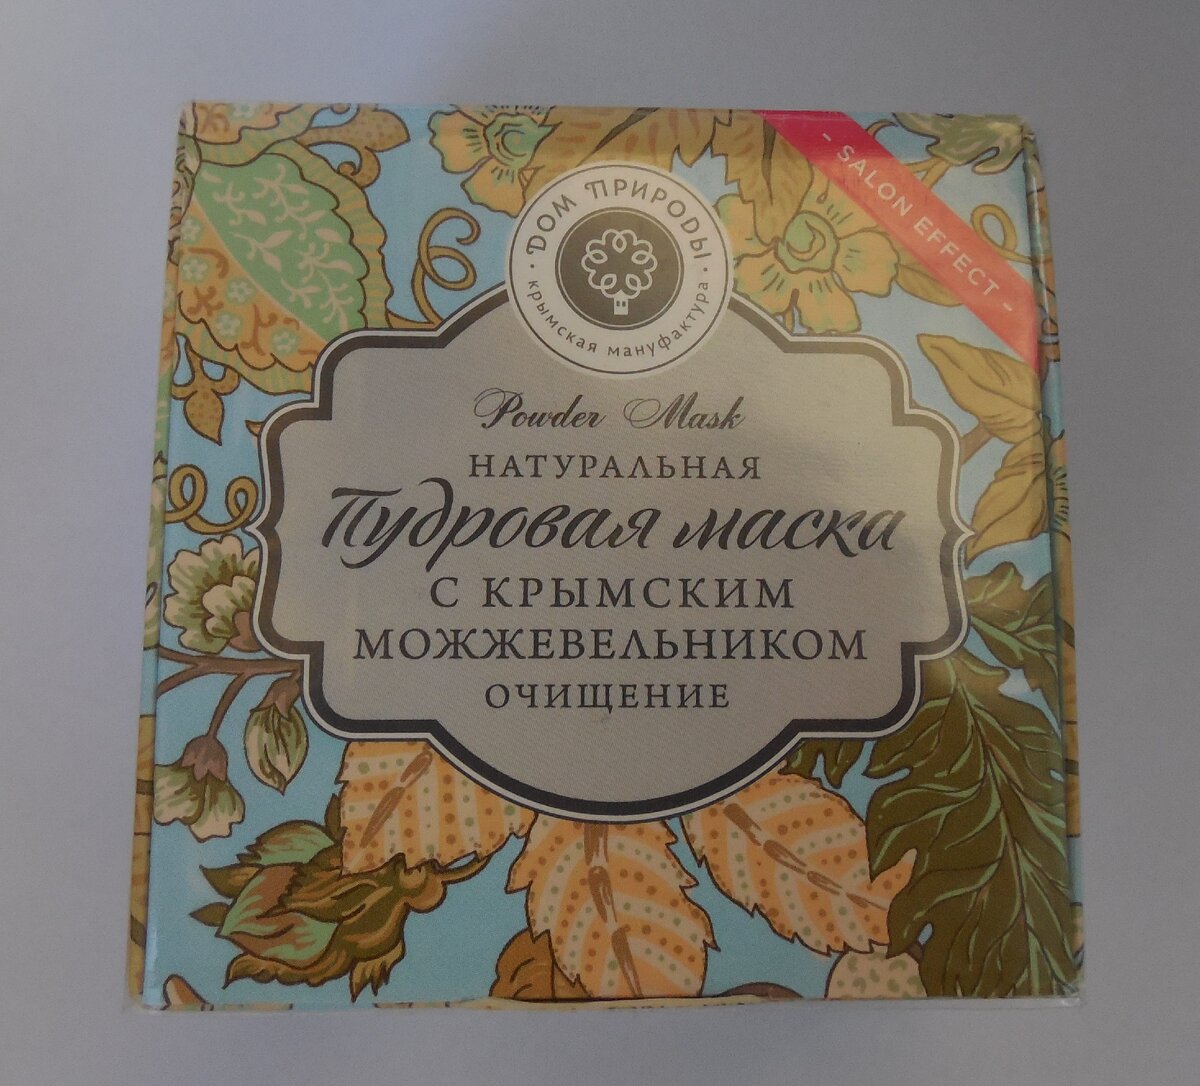 ДОМ ПРИРОДЫ
крымская мануфактура
- SALON EFFECT -
Powder Mask
НАТУРАЛЬНАЯ
Пудровая маска
С КРЫМСКИМ
МОЖЖЕВЕЛЬНИКОМ
ОЧИЩЕНИЕ